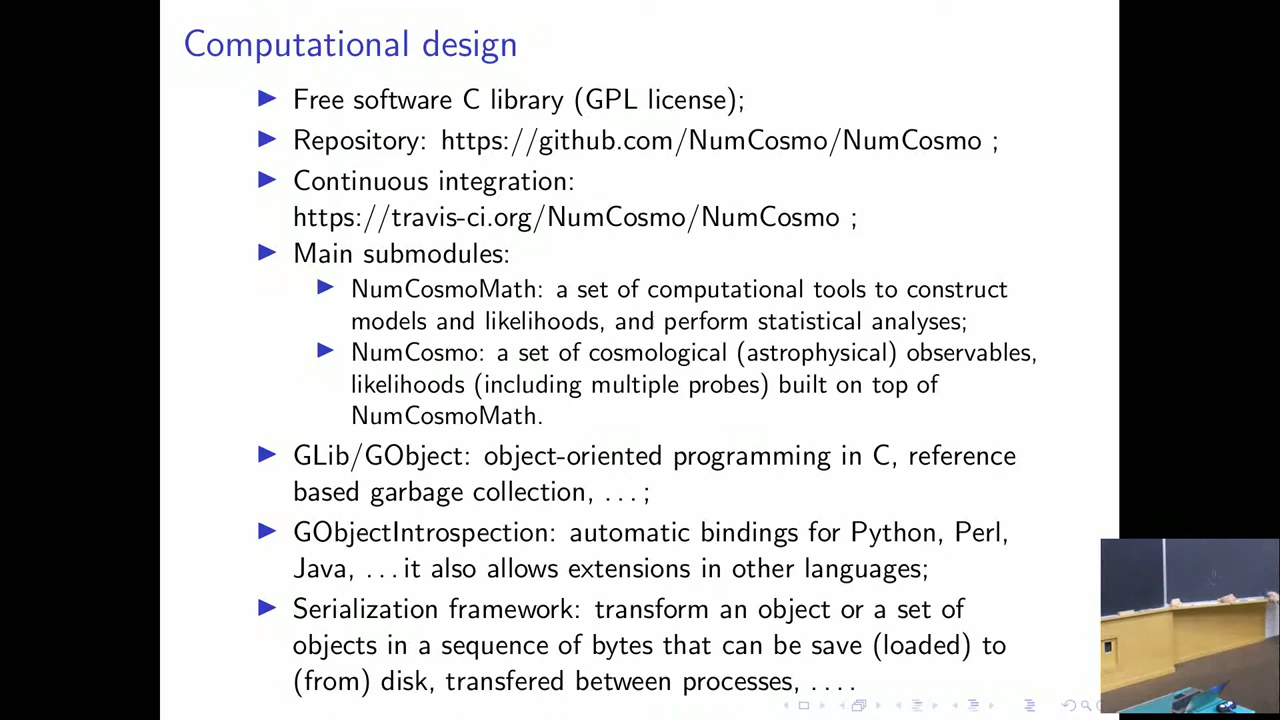 Computational design
Free software C library (GPL license);
Repository: https://github.com/NumCosmo/NumCosmo ;
Continuous integration:
https://travis-ci.org/NumCosmo/NumCosmo ;
Main submodules:
NumCosmoMath: a set of computational tools to construct
models and likelihoods, and perform statistical analyses;
NumCosmo: a set of cosmological (astrophysical) observables,
likelihoods (including multiple probes) built on top of
NumCosmoMath.
GLib/GObject: object-oriented programming in C, reference
based garbage collection, ...;
GObjectIntrospection: automatic bindings for Python, Perl,
Java, ...it also allows extensions in other languages;
Serialization framework: transform an object or a set of
objects in a sequence of bytes that can be save (loaded) to
(from) disk, transfered between processes, ....